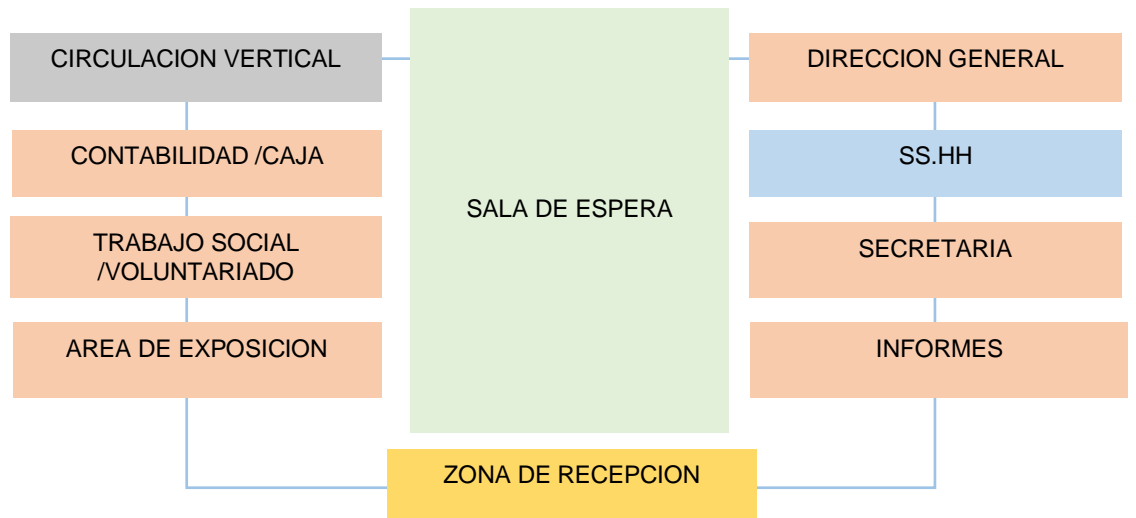 CIRCULACION VERTICAL
CONTABILIDAD /CAJA
TRABAJO SOCIAL
/VOLUNTARIADO
AREA DE EXPOSICION
SALA DE ESPERA
DIRECCION GENERAL
SS.HH
SECRETARIA
INFORMES
ZONA DE RECEPCION